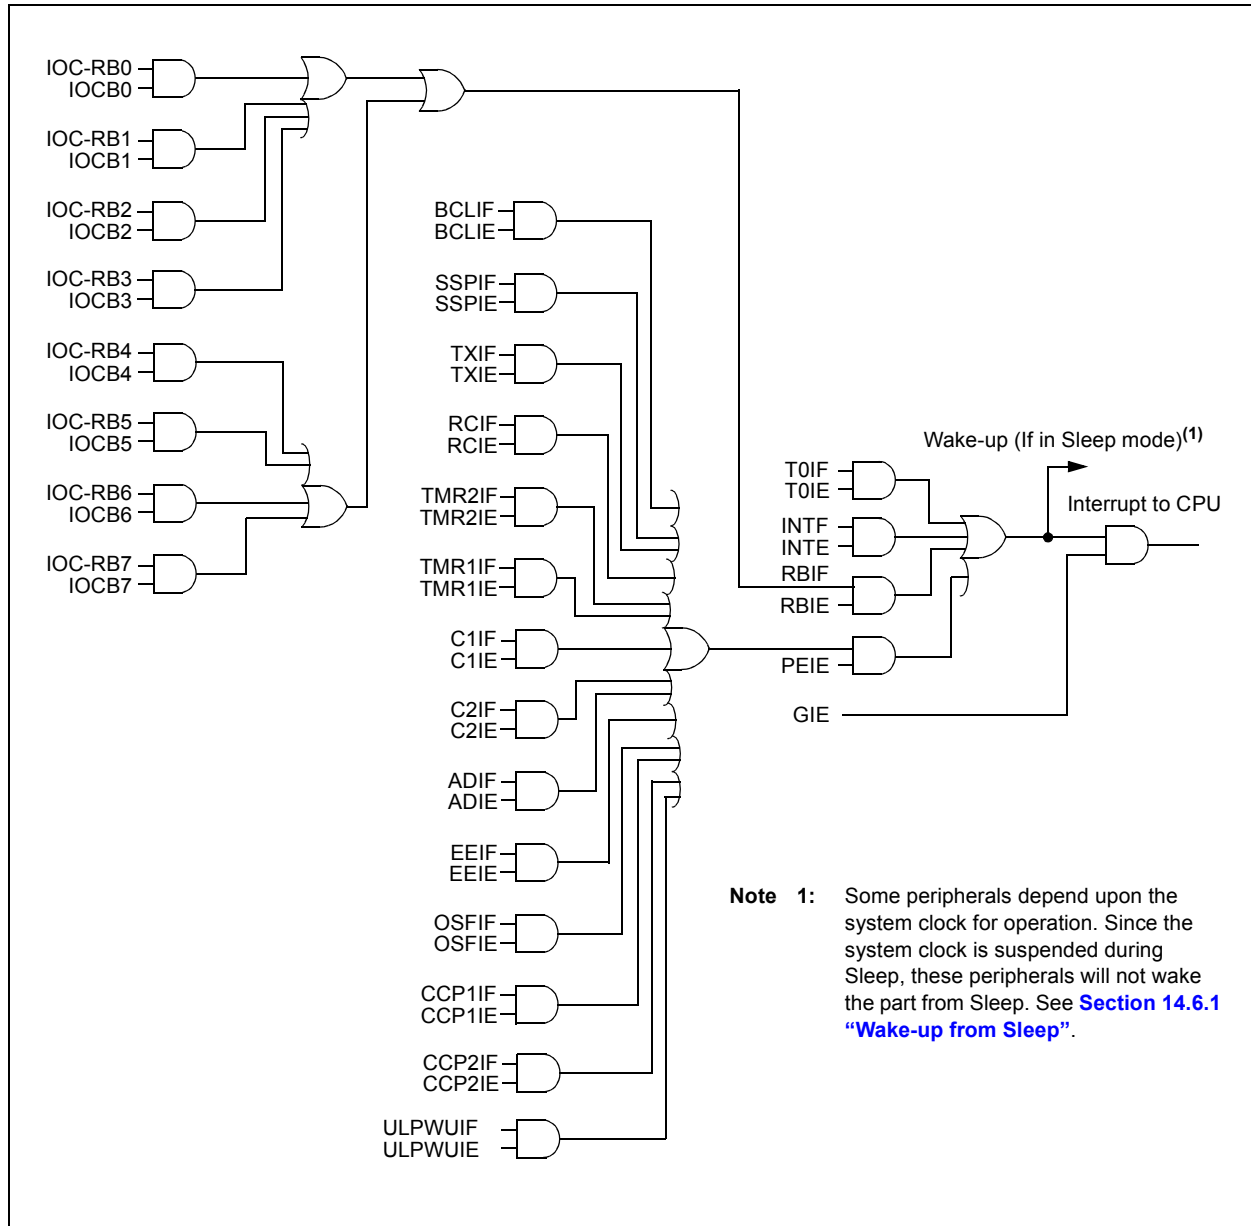 IOC-RB0
IOCB0
IOC-RB1
IOCB1
IOC-RB2
IOCB2
IOC-RB3
IOCB3
IOC-RB4
IOCB4
IOC-RB5
IOCB5
IOC-RB6
IOCB6
IOC-RB7
IOCB7
BCLIF
BCLIE
SSPIF
SSPIE
TXIF
TXIE
RCIF
RCIE
TMR2IF
TMR2IE
TMR1IF
TMR1IE
C1IF
C1IE
C2IF
C2IE
ADIF
ADIE
EEIF
EEIE
OSFIF
OSFIE
CCP1IF
CCP1IE
CCP2IF
CCP2IE
ULPWUIF
ULPWUIE
Wake-up (If in Sleep mode)(1)
T0IF
T0IE
Interrupt to CPU
INTF
INTE
RBIF
RBIE
PEIE
GIE
Note 1: Some peripherals depend upon the
system clock for operation. Since the
system clock is suspended during
Sleep, these peripherals will not wake
the part from Sleep. See Section 14.6.1
“Wake-up from Sleep”.